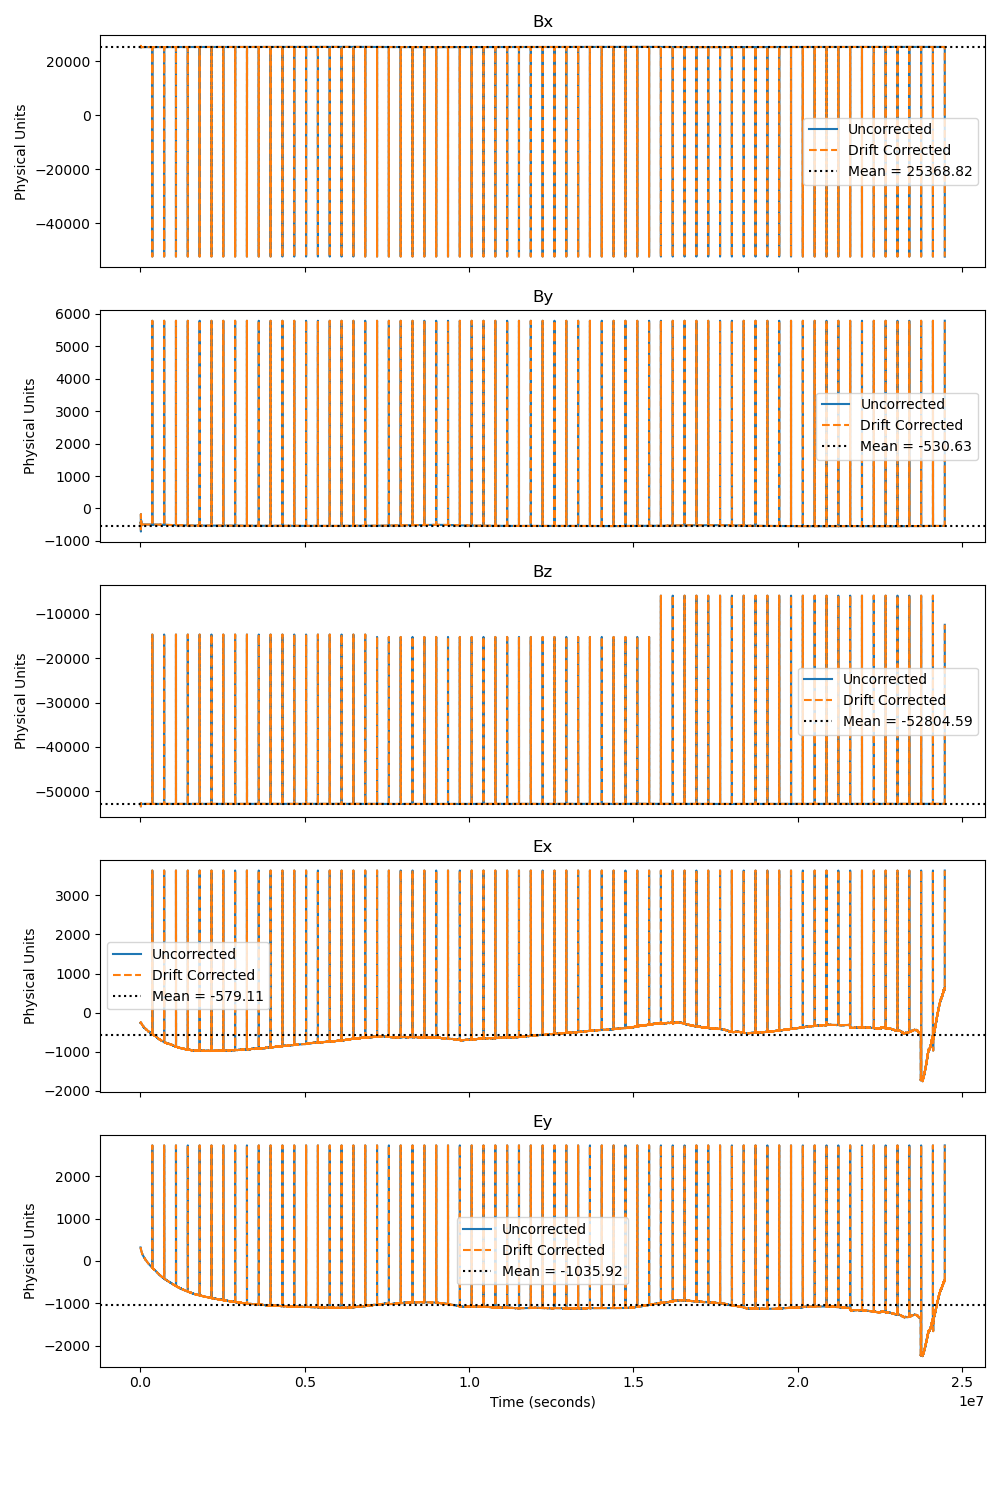 Bx
Physical Units
20000
0
−20000
−40000
Uncorrected
Drift Corrected
Mean = 25368.82
By
Physical Units
6000
5000
4000
3000
2000
1000
0
−1000
Uncorrected
Drift Corrected
Mean = -530.63
Bz
Physical Units
−10000
−20000
−30000
−40000
−50000
Uncorrected
Drift Corrected
Mean = -52804.59
Ex
Physical Units
3000
2000
1000
0
−1000
−2000
Uncorrected
Drift Corrected
Mean = -579.11
Ey
Physical Units
2000
1000
0
−1000
−2000
Uncorrected
Drift Corrected
Mean = -1035.92
0.0 0.5 1.0 1.5 2.0 2.5
Time (seconds)
1e7